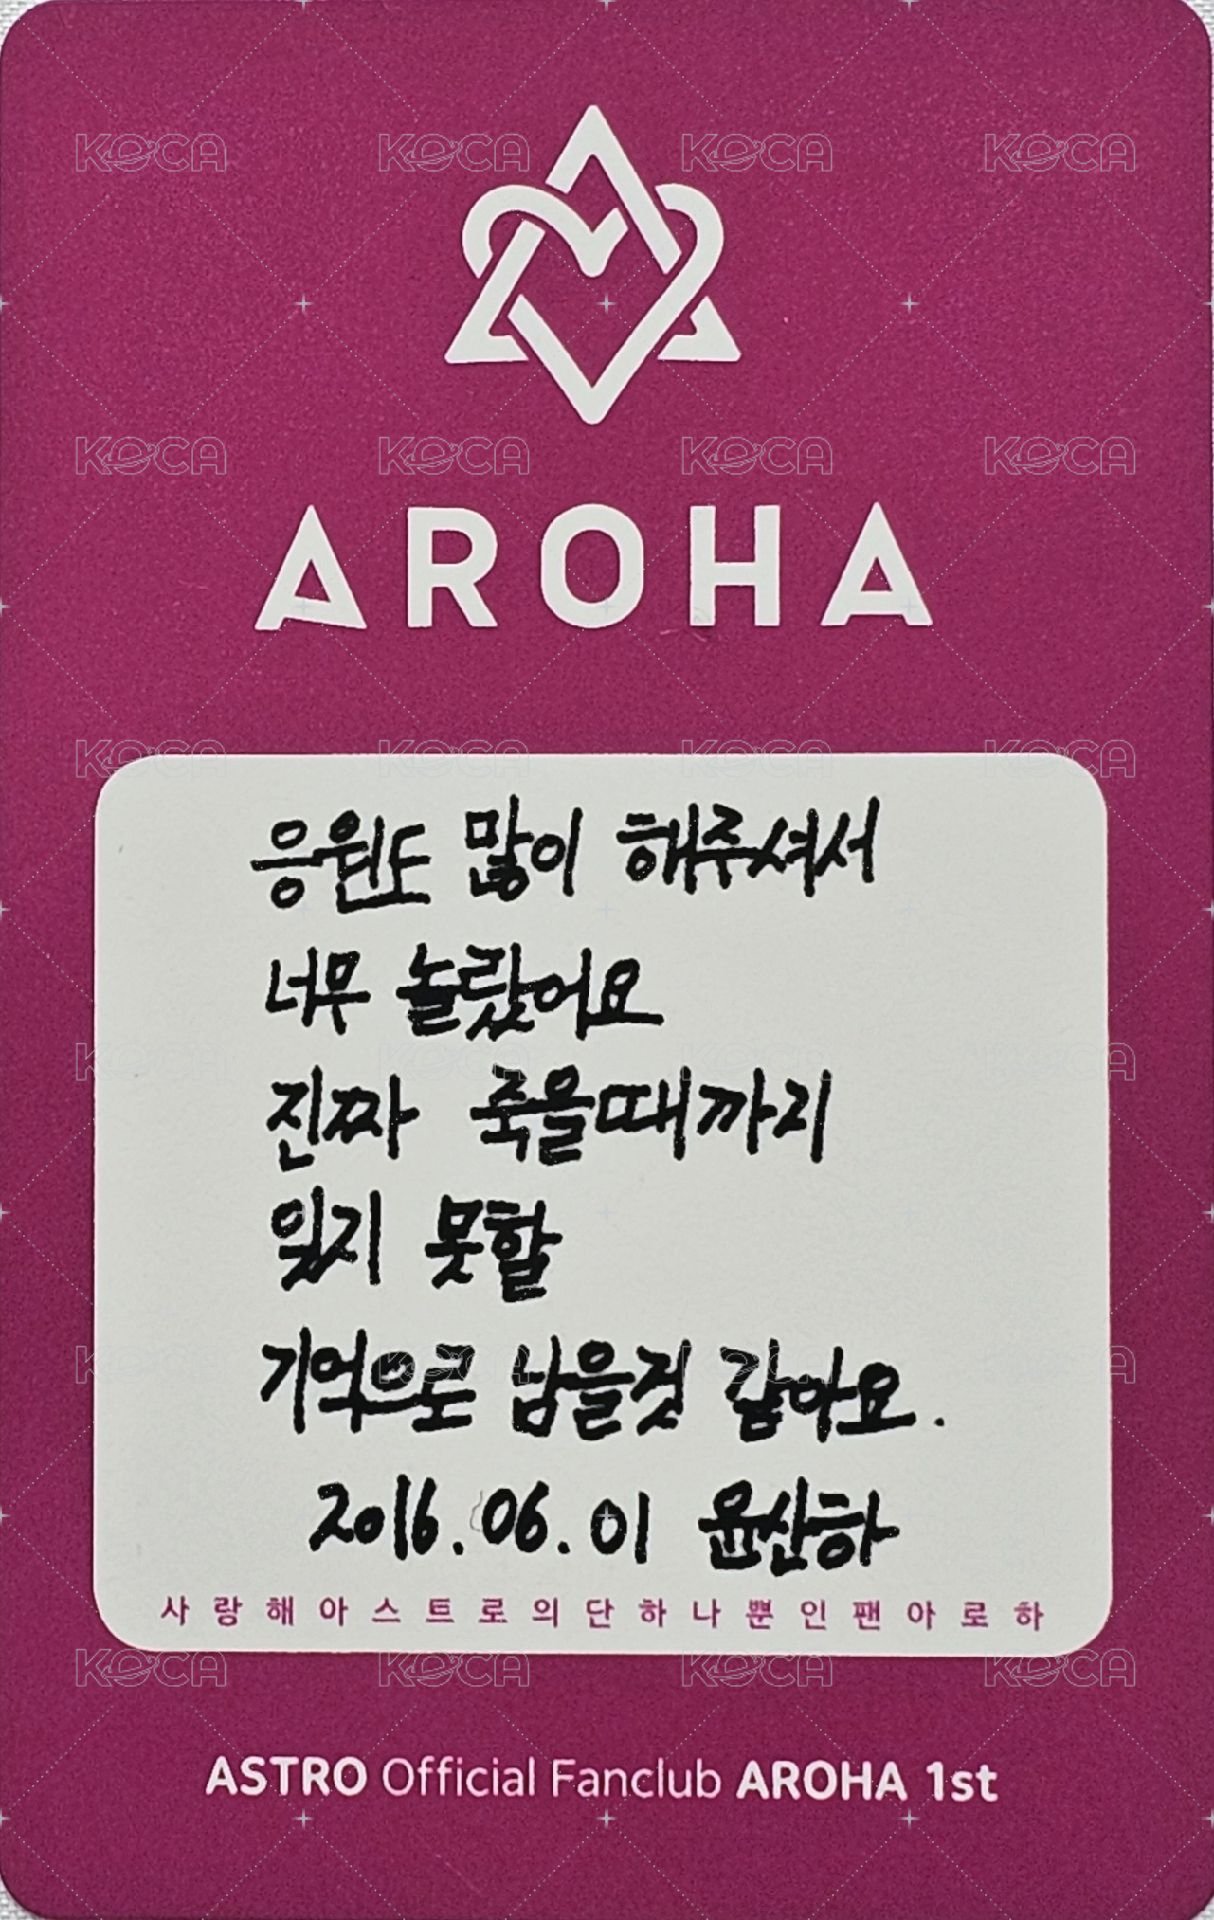 AROHA
응원도 많이 해주셔서
너무 놀랐어요
진짜 죽을때까지
잊지 못할
기억으로 남을것 같아요.
2016.06.01 윤산하
사랑해아스트로의단하나뿐인팬아로하
ASTRO Official Fanclub AROHA 1st
KOCA